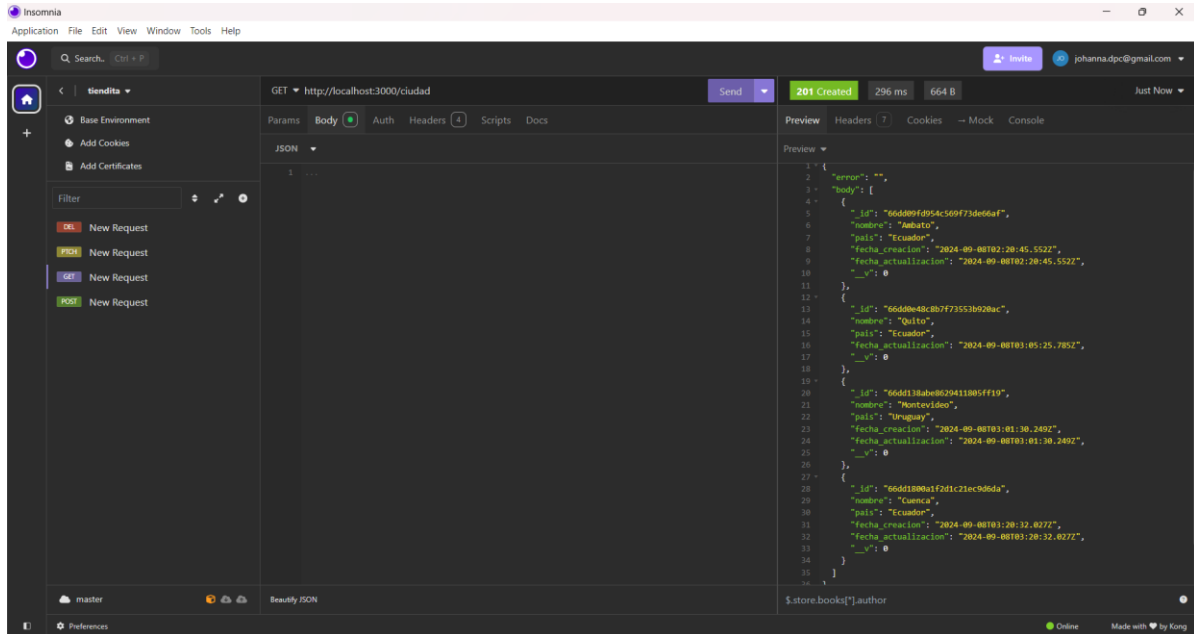 Insomnia
Application File Edit View Window Tools Help
Search.. Ctrl + P
Invite
JO
johanna.dpc@gmail.com
tiendita
Base Environment
Add Cookies
Add Certificates
Filter
DEL New Request
PTCH New Request
GET New Request
POST New Request
master
Preferences
GET http://localhost:3000/ciudad
Send
Params Body Auth Headers 4 Scripts Docs
JSON
1 ...
Beautify JSON
201 Created 296 ms 664 B Just Now
Preview Headers 7 Cookies → Mock Console
Preview
1 {
2 "error": "",
3 "body": [
4 {
5 "_id": "66dd09fd954c569f73de66af",
6 "nombre": "Ambato",
7 "pais": "Ecuador",
8 "fecha_creacion": "2024-09-08T02:20:45.552Z",
9 "fecha_actualizacion": "2024-09-08T02:20:45.552Z",
10 "__v": 0
11 },
12 {
13 "_id": "66dd0e48c8b7f73553b920ac",
14 "nombre": "Quito",
15 "pais": "Ecuador",
16 "fecha_actualizacion": "2024-09-08T03:05:25.785Z",
17 "__v": 0
18 },
19 {
20 "_id": "66dd138abe8629411805ff19",
21 "nombre": "Montevideo",
22 "pais": "Uruguay",
23 "fecha_creacion": "2024-09-08T03:01:30.249Z",
24 "fecha_actualizacion": "2024-09-08T03:01:30.249Z",
25 "__v": 0
26 },
27 {
28 "_id": "66dd1800a1f2d1c21ec9d6da",
29 "nombre": "Cuenca",
30 "pais": "Ecuador",
31 "fecha_creacion": "2024-09-08T03:20:32.027Z",
32 "fecha_actualizacion": "2024-09-08T03:20:32.027Z",
33 "__v": 0
34 }
35 ]
$.store.books[*].author
Online Made with ♥ by Kong